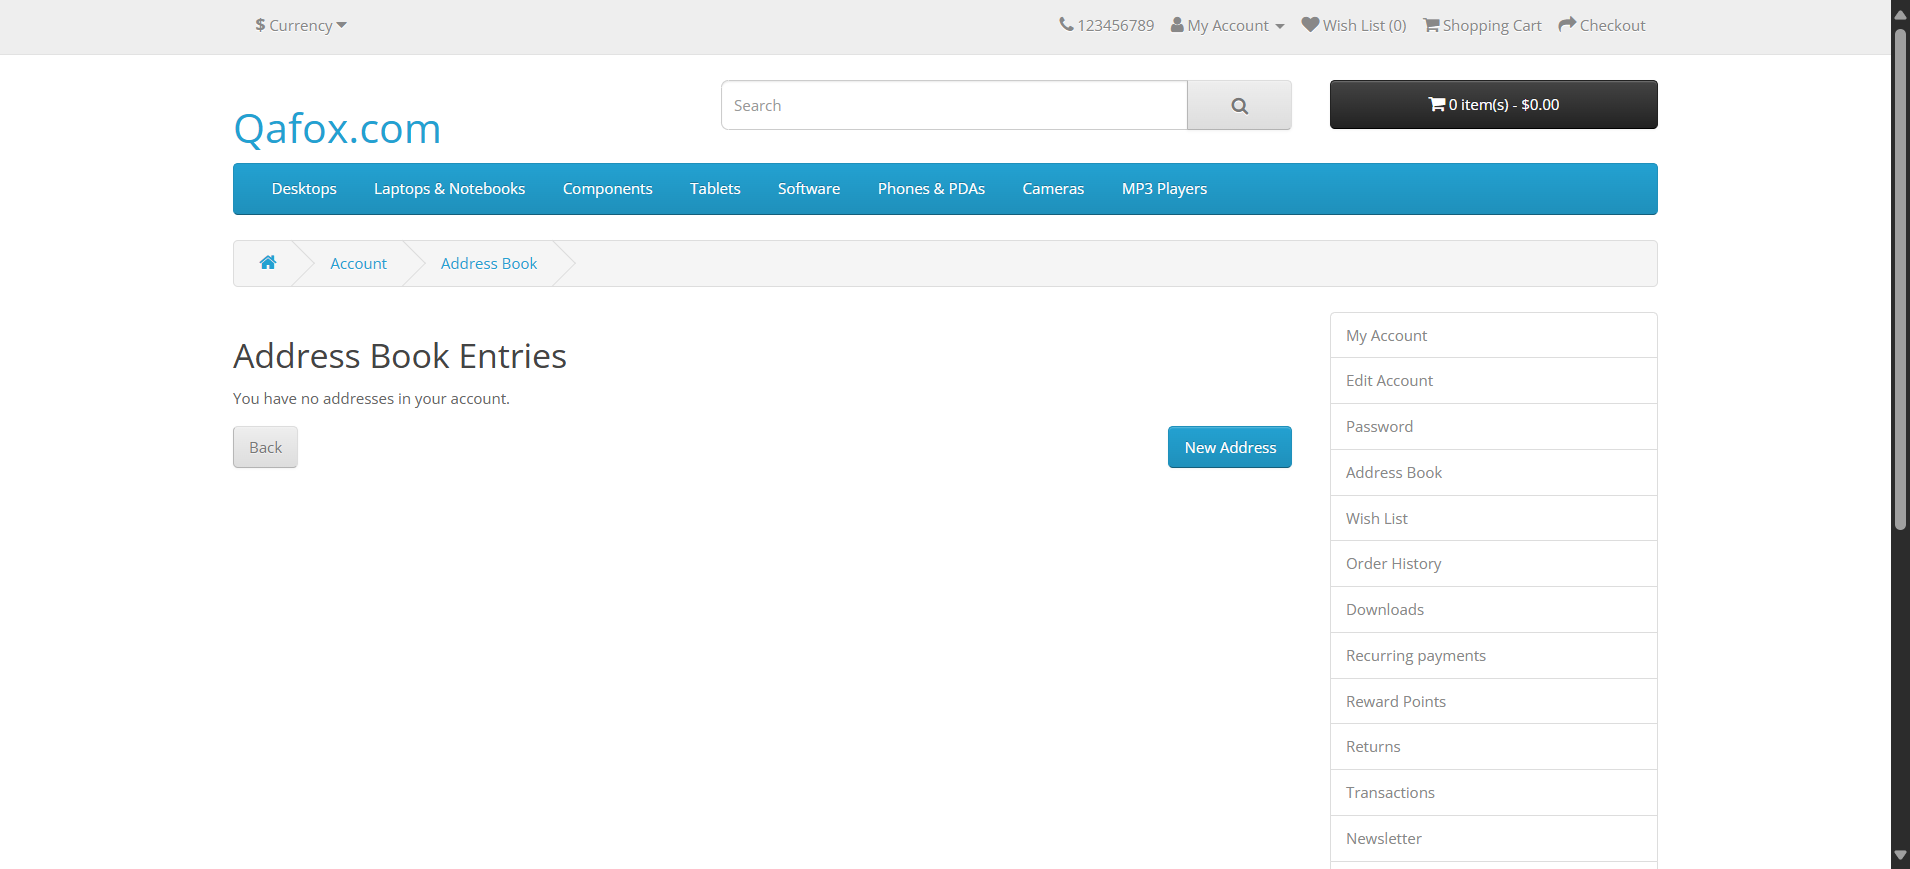 $ Currency
123456789 My Account Wish List (0) Shopping Cart Checkout
Qafox.com
Search
0 item(s) - $0.00
Desktops Laptops & Notebooks Components Tablets Software Phones & PDAs Cameras MP3 Players
Account Address Book
Address Book Entries
You have no addresses in your account.
Back
New Address
My Account
Edit Account
Password
Address Book
Wish List
Order History
Downloads
Recurring payments
Reward Points
Returns
Transactions
Newsletter